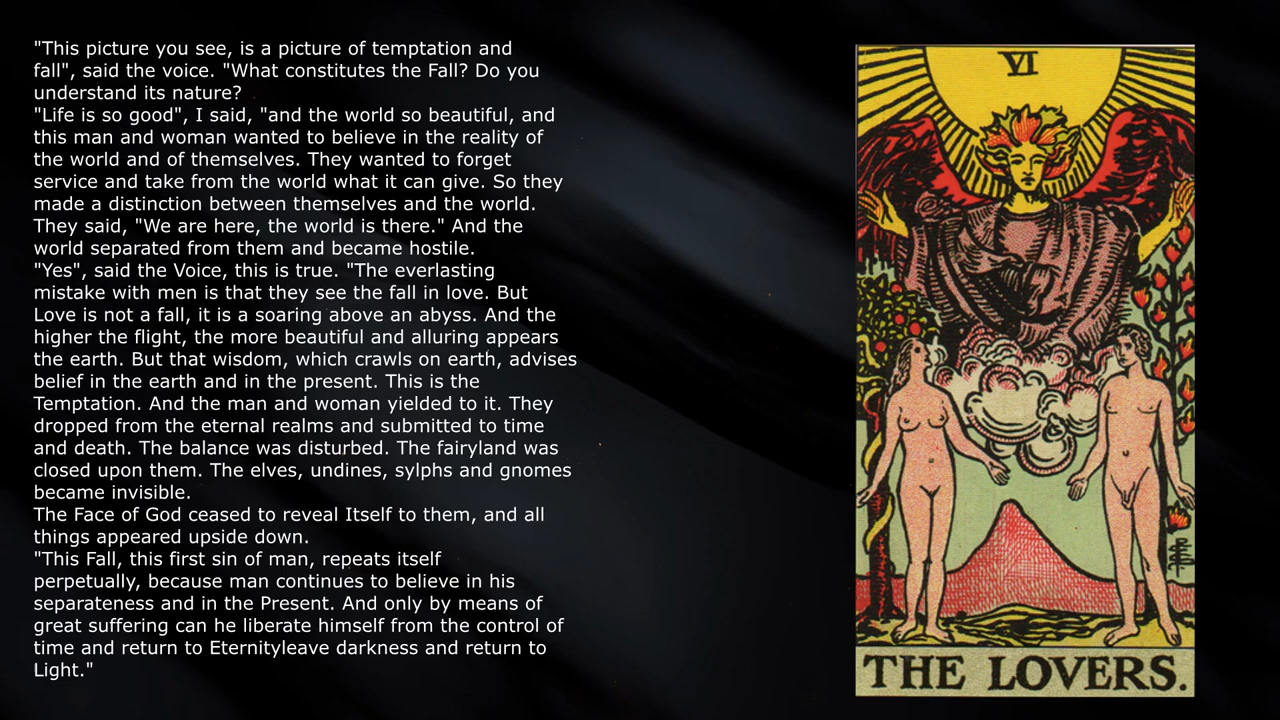 "This picture you see, is a picture of temptation and
fall", said the voice. "What constitutes the Fall? Do you
understand its nature?
"Life is so good", I said, "and the world so beautiful, and
this man and woman wanted to believe in the reality of
the world and of themselves. They wanted to forget
service and take from the world what it can give. So they
made a distinction between themselves and the world.
They said, "We are here, the world is there." And the
world separated from them and became hostile.
"Yes", said the Voice, this is true. "The everlasting
mistake with men is that they see the fall in love. But
Love is not a fall, it is a soaring above an abyss. And the
higher the flight, the more beautiful and alluring appears
the earth. But that wisdom, which crawls on earth, advises
belief in the earth and in the present. This is the
Temptation. And the man and woman yielded to it. They
dropped from the eternal realms and submitted to time
and death. The balance was disturbed. The fairyland was
closed upon them. The elves, undines, sylphs and gnomes
became invisible.
The Face of God ceased to reveal Itself to them, and all
things appeared upside down.
"This Fall, this first sin of man, repeats itself
perpetually, because man continues to believe in his
separateness and in the Present. And only by means of
great suffering can he liberate himself from the control of
time and return to Eternityleave darkness and return to
Light."
VI
THE LOVERS.